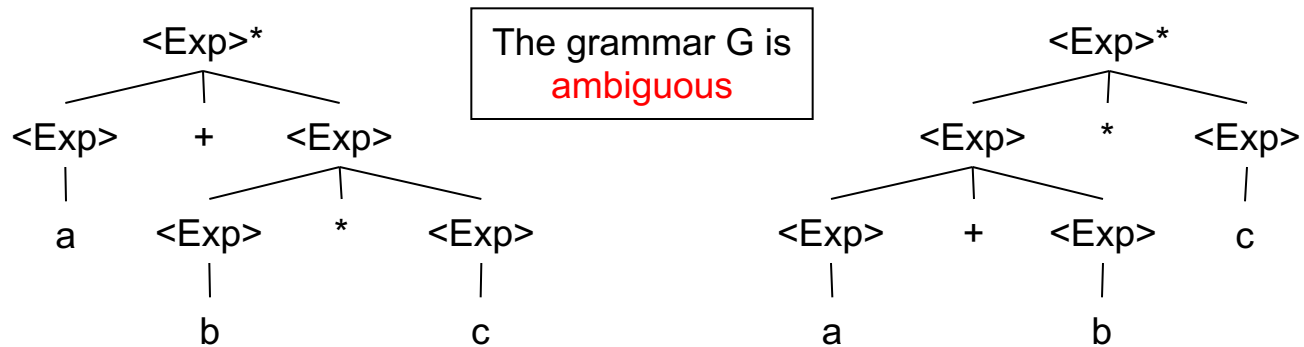 <Exp>*
The grammar G is
ambiguous
<Exp>*
<Exp> + <Exp>
<Exp> * <Exp>
a <Exp> * <Exp>
<Exp> + <Exp> c
b c
a b